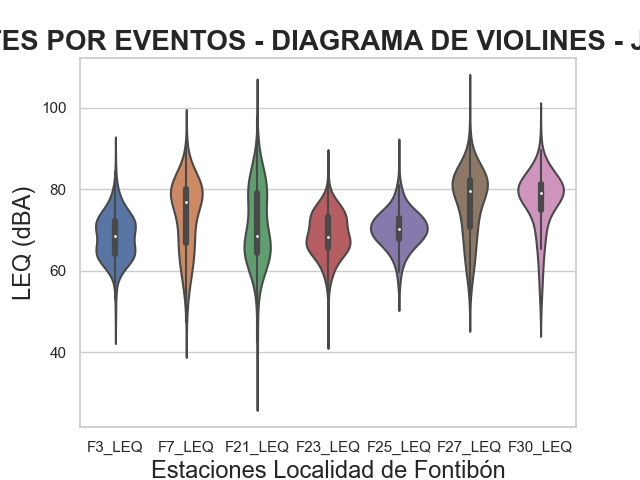 TES POR EVENTOS - DIAGRAMA DE VIOLINES - J
LEQ (dBA)
100
80
60
40
F3_LEQ F7_LEQ F21_LEQ F23_LEQ F25_LEQ F27_LEQ F30_LEQ
Estaciones Localidad de Fontibón